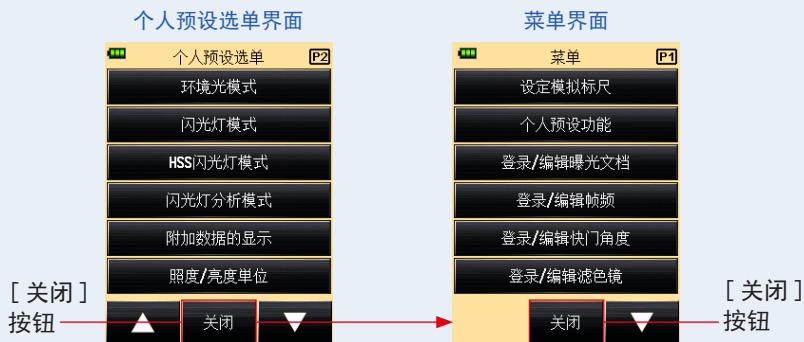 个人预设选单界面
个人预设选单 P2
环境光模式
闪光灯模式
HSS闪光灯模式
闪光灯分析模式
附加数据的显示
照度/亮度单位
关闭
[ 关闭 ]
按钮
菜单界面
菜单 P1
设定模拟标尺
个人预设功能
登录/编辑曝光文档
登录/编辑帧频
登录/编辑快门角度
登录/编辑滤色镜
关闭
[ 关闭 ]
按钮